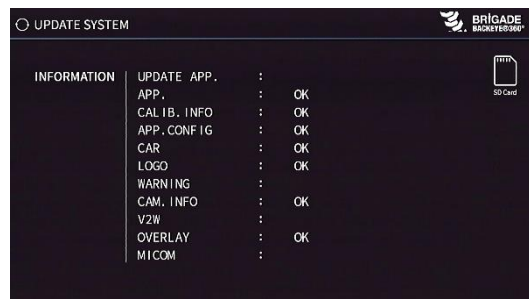 UPDATE SYSTEM
BRIGADE
BACKEYE®360°
SD Card
INFORMATION
UPDATE APP. :
APP. : OK
CALIB. INFO : OK
APP.CONFIG : OK
CAR : OK
LOGO : OK
WARNING :
CAM. INFO : OK
V2W :
OVERLAY : OK
MICOM :